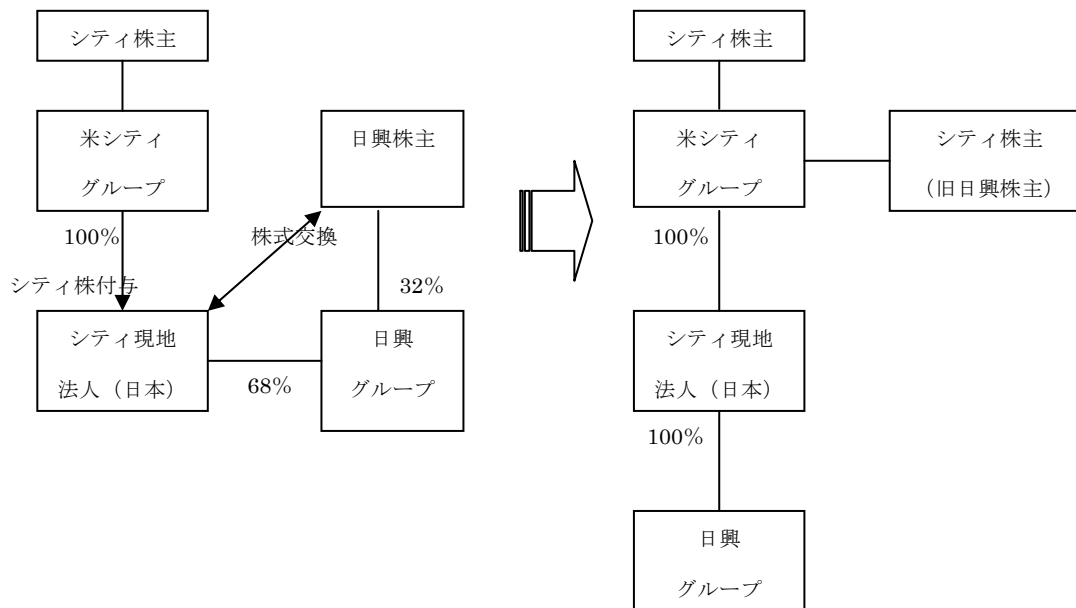 シティ株主
米シティ
グループ
日興株主
100%
株式交換
シティ株付与
32%
シティ現地
法人（日本）
68%
日興
グループ
シティ株主
米シティ
グループ
シティ株主
（旧日興株主）
100%
シティ現地
法人（日本）
100%
日興
グループ